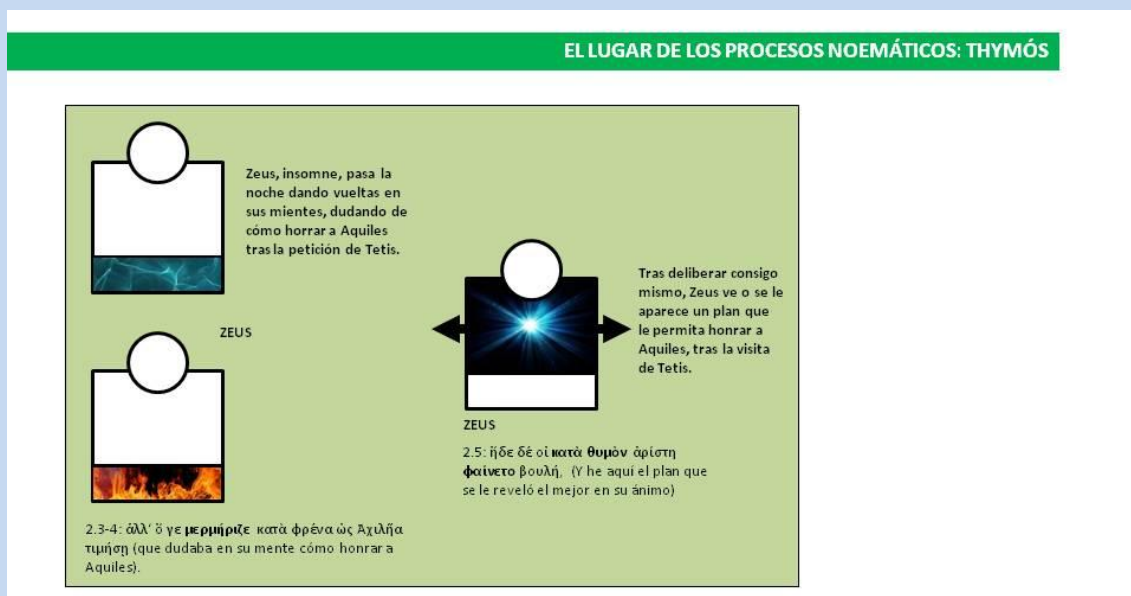 EL LUGAR DE LOS PROCESOS NOEMÁTICOS: THYMÓS
Zeus, insomne, pasa la
noche dando vueltas en
sus mientes, dudando de
cómo horrar a Aquiles
tras la petición de Tetis.
ZEUS
2.3-4: ἀλλ’ ὅ γε μερμήριζε κατὰ φρένα ὡς Ἀχιλῆα
τιμήσῃ (que dudaba en su mente cómo honrar a
Aquiles).
Tras deliberar consigo
mismo, Zeus ve o se le
aparece un plan que
le permita honrar a
Aquiles, tras la visita
de Tetis.
ZEUS
2.5: ἥδε δέ οἱ κατὰ θυμὸν ἀρίστη
φαίνετο βουλή, (Y he aquí el plan que
se le reveló el mejor en su ánimo)